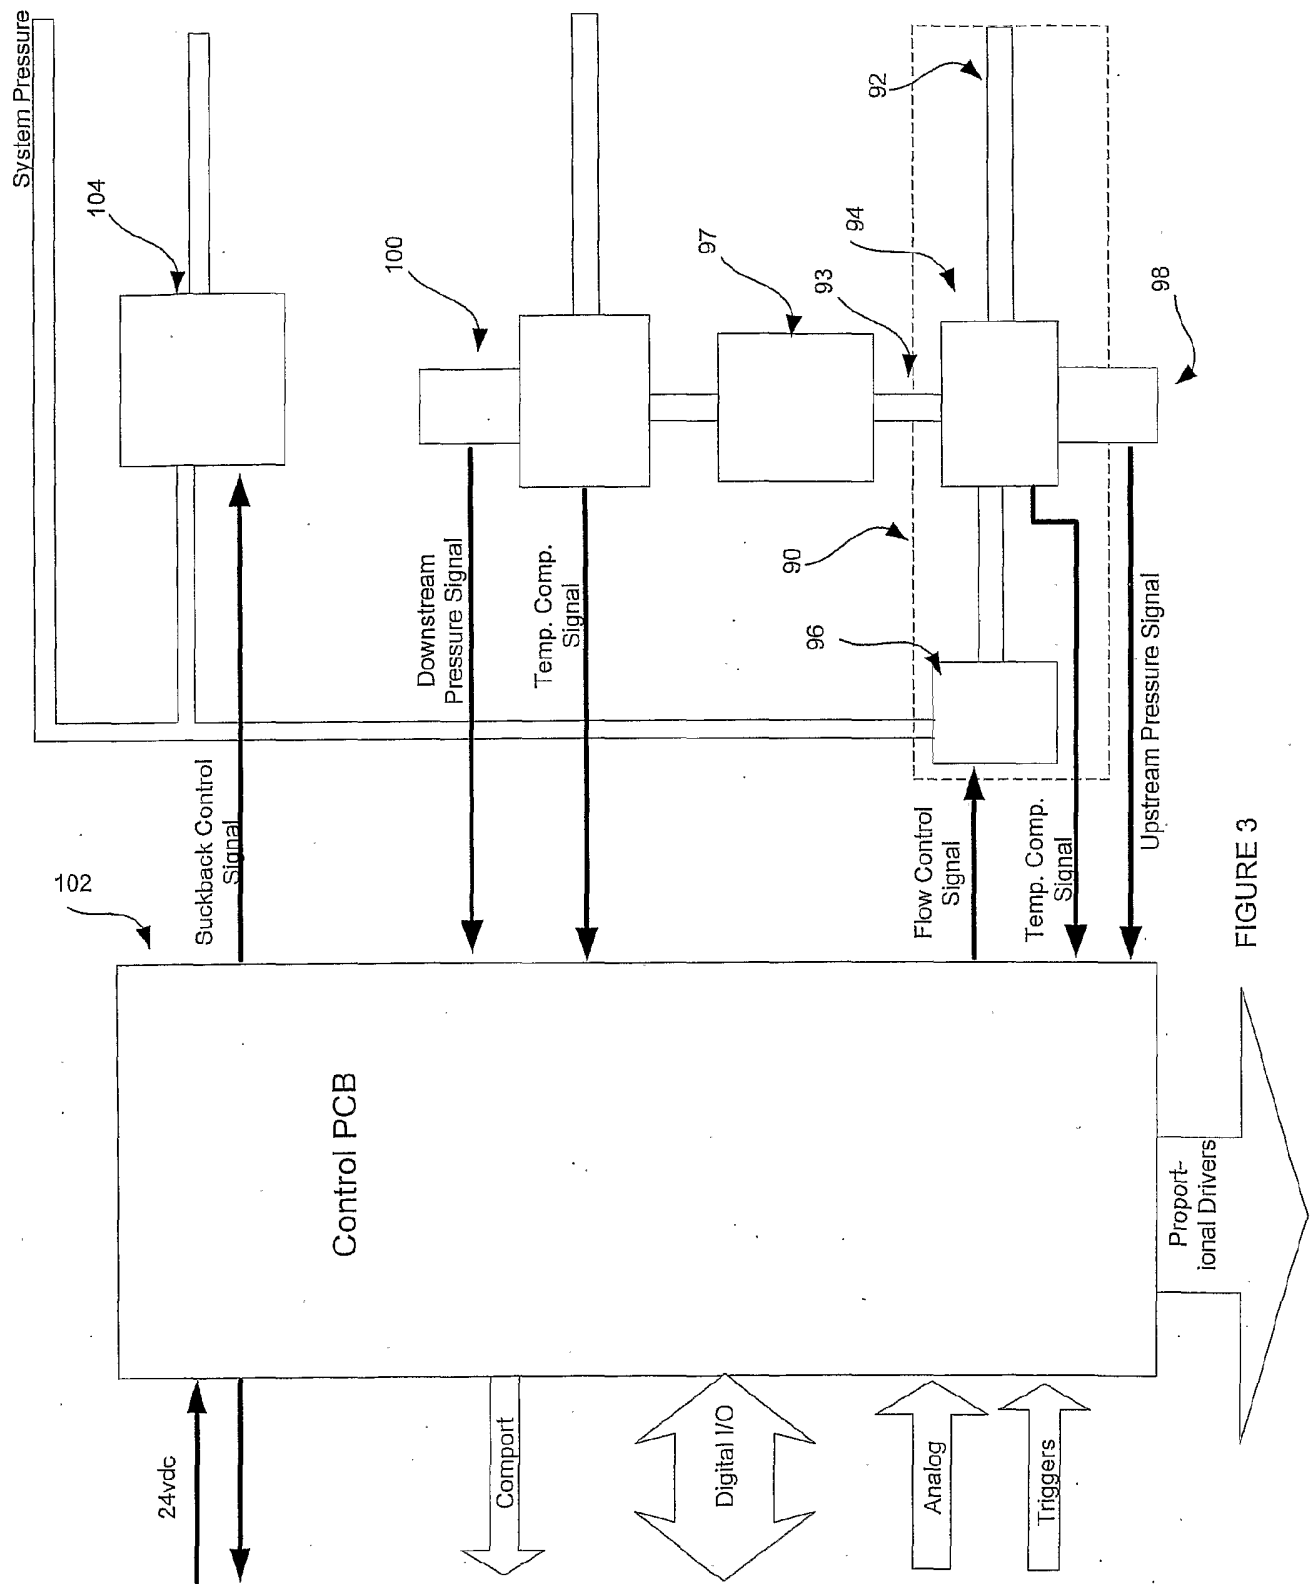 System Pressure
104
100
97
93
94
92
98
90
96
Downstream
Pressure Signal
Temp. Comp.
Signal
Suckback Control
Signal
102
Flow Control
Signal
Temp. Comp.
Signal
Upstream Pressure Signal
FIGURE 3
Control PCB
Proport-
ional Drivers
24vdc
Comport
Digital I/O
Analog
Triggers